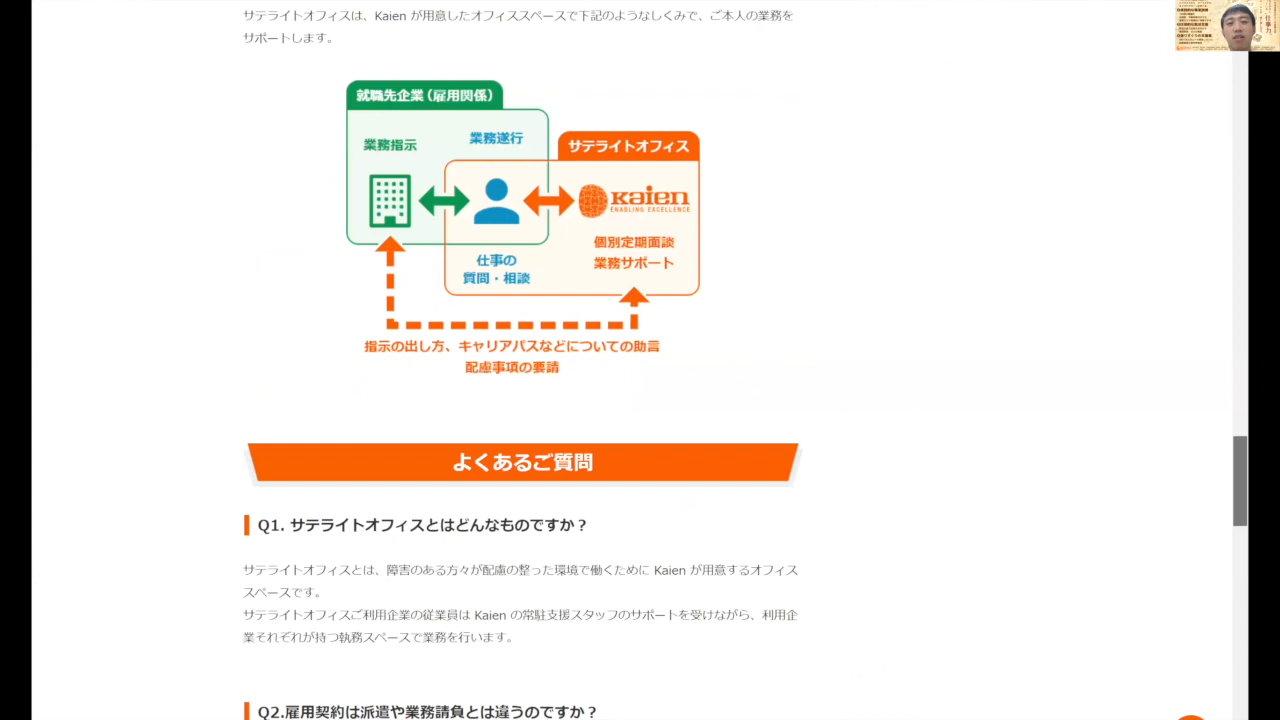 サテライトオフィスは、Kaien が用意したオフィススペースで下記のようなしくみで、ご本人の業務を
サポートします。
就職先企業（雇用関係）
業務指示
業務遂行
サテライトオフィス
Kaien
ENABLING EXCELLENCE
個別定期面談
業務サポート
仕事の
質問・相談
指示の出し方、キャリアパスなどについての助言
配慮事項の要請
よくあるご質問
Q1. サテライトオフィスとはどんなものですか？
サテライトオフィスとは、障害のある方々が配慮の整った環境で働くために Kaien が用意するオフィス
スペースです。
サテライトオフィスご利用企業の従業員は Kaien の常駐支援スタッフのサポートを受けながら、利用企
業それぞれが持つ執務スペースで業務を行います。
Q2.雇用契約は派遣や業務請負とは違うのですか？